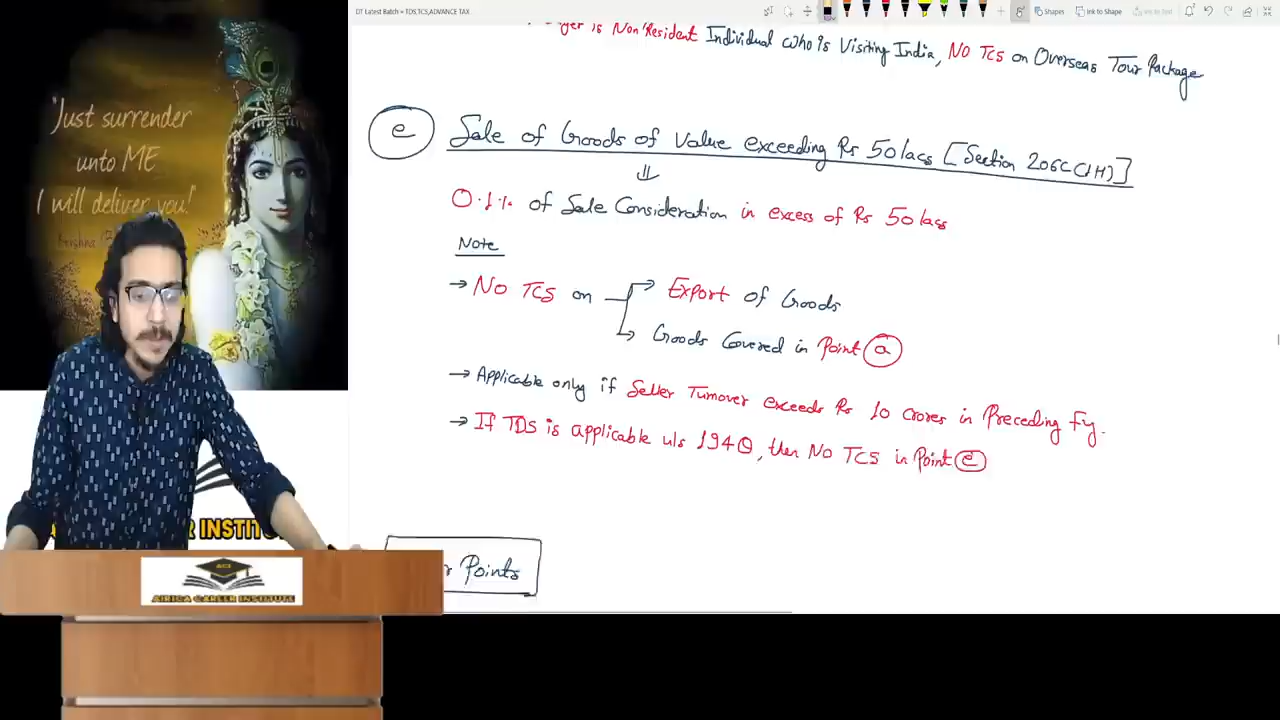 DT Latest Batch = TDS,TCS,ADVANCE TAX
Shapes
Ink to Shape
is Non'Resident Individual who is Visiting India, NO TCS on Overseas Tour Package
"Just surrender
unto ME
I will deliver you!'
e
Sale of Goods of Value exceeding Rs 50 lacs [Section 206CC(1H)]
0.1% of Sale Consideration in excess of Rs 50 lacs
Note
→ NO TCS on → Export of Goods
→ Goods Covered in Point a
→ Applicable only if Seller Turnover exceeds Rs 10 crores in Preceding Fy.
→ If TDS is applicable u/s 194Q, then NO TCS in Point e
Points
INSTIT
ACI
AIRICA CAREER INSTITUTE